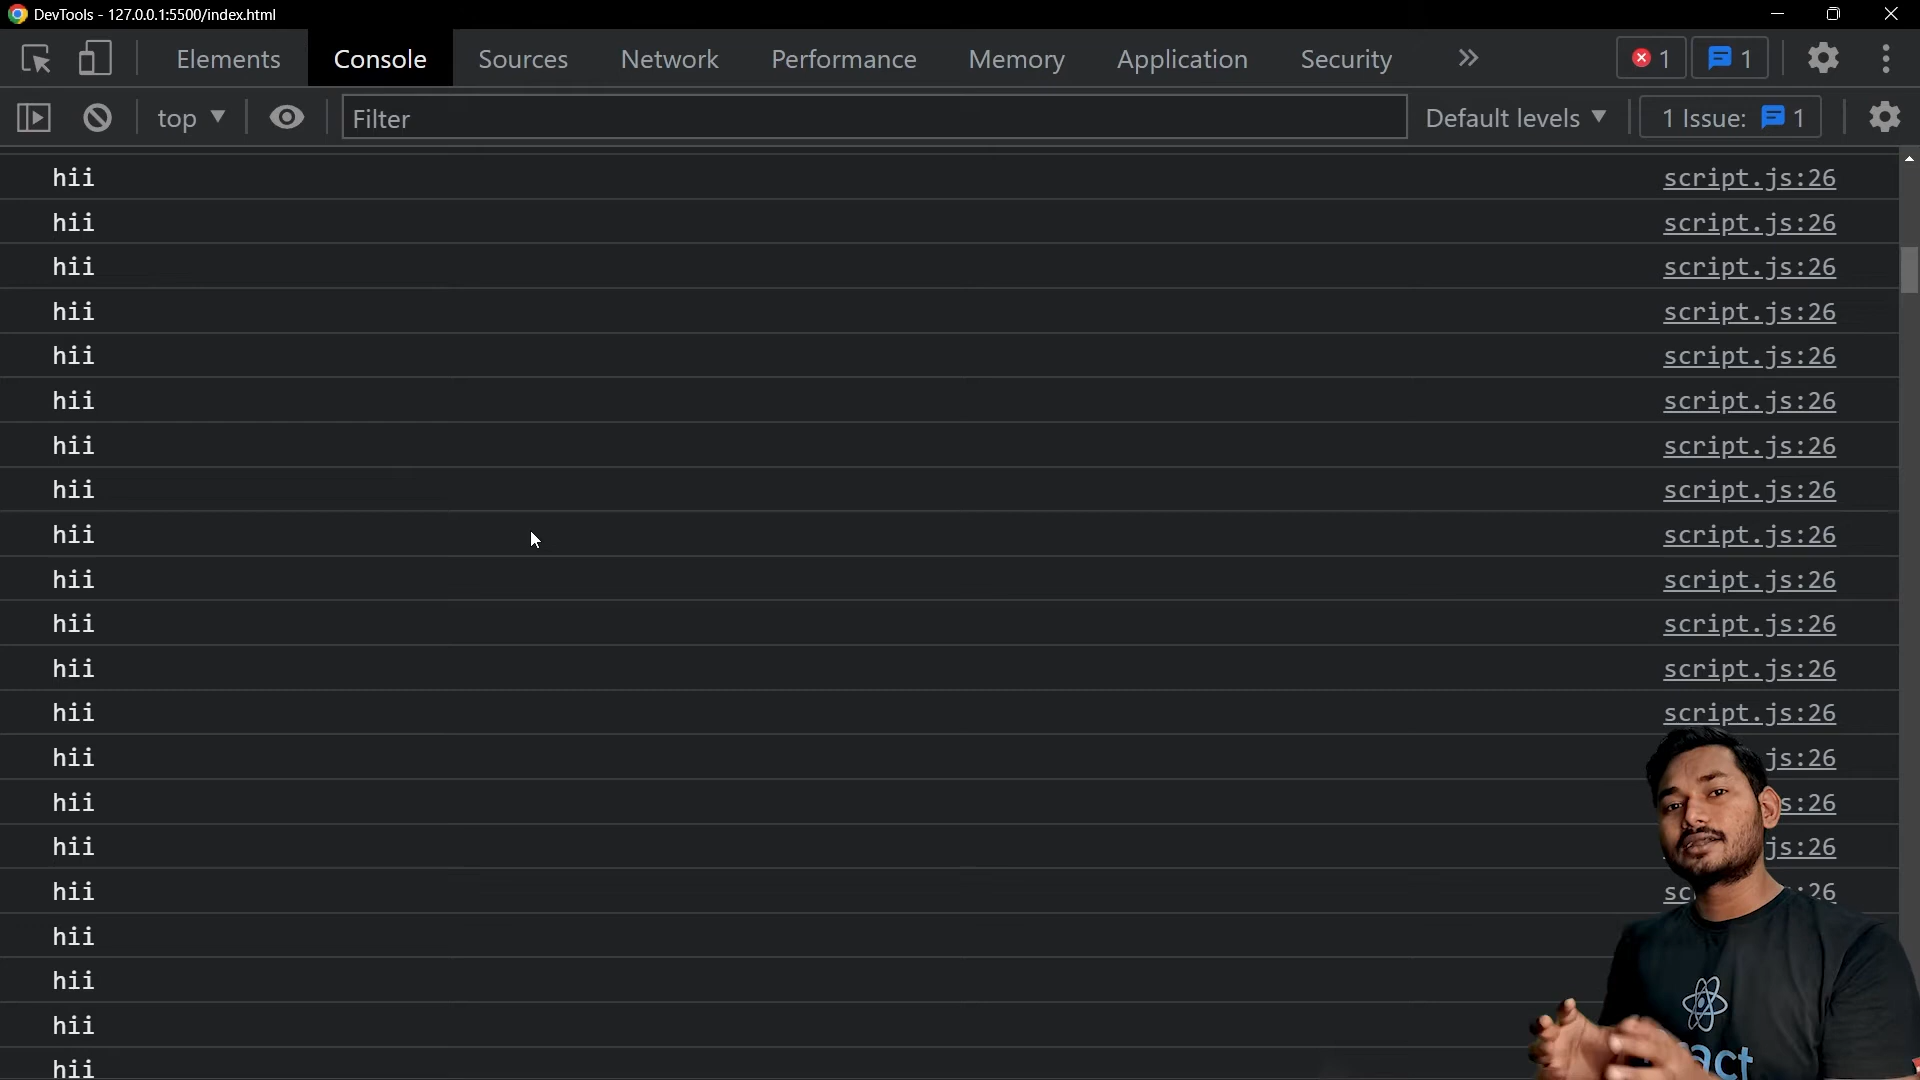 DevTools - 127.0.0.1:5500/index.html
Elements Console Sources Network Performance Memory Application Security 1 1
top Filter Default levels 1 Issue: 1
hii script.js:26
hii script.js:26
hii script.js:26
hii script.js:26
hii script.js:26
hii script.js:26
hii script.js:26
hii script.js:26
hii script.js:26
hii script.js:26
hii script.js:26
hii script.js:26
hii script.js:26
hii js:26
hii s:26
hii js:26
hii sc :26
hii
hii
hii
hii
act